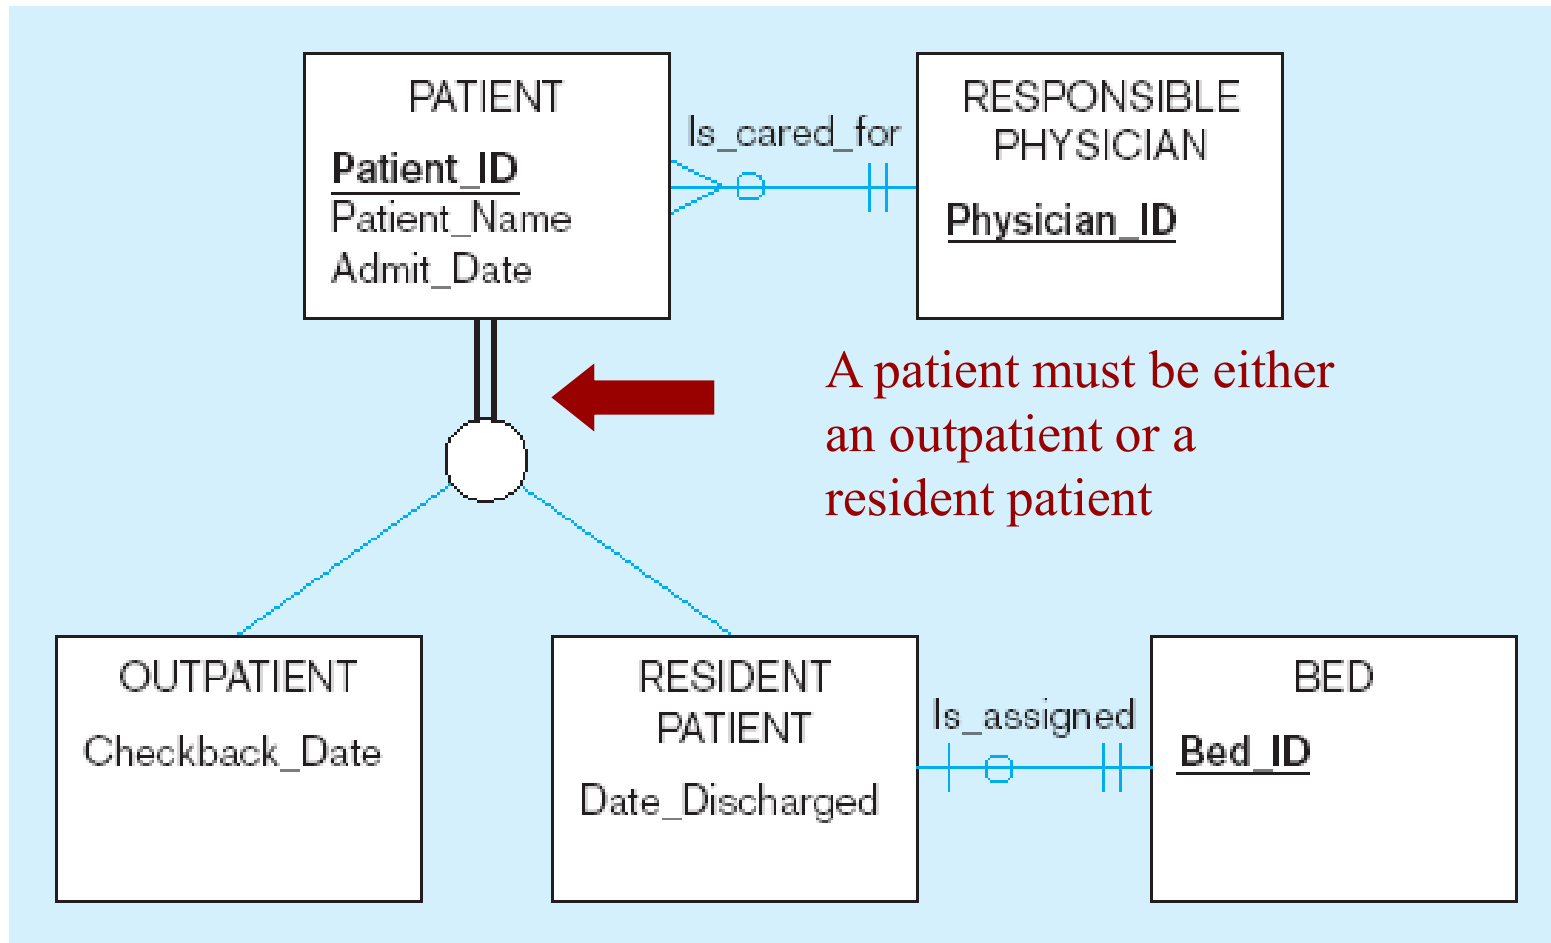 PATIENT
Patient_ID
Patient_Name
Admit_Date
Is_cared_for
RESPONSIBLE
PHYSICIAN
Physician_ID
A patient must be either
an outpatient or a
resident patient
OUTPATIENT
Checkback_Date
RESIDENT
PATIENT
Date_Discharged
Is_assigned
BED
Bed_ID